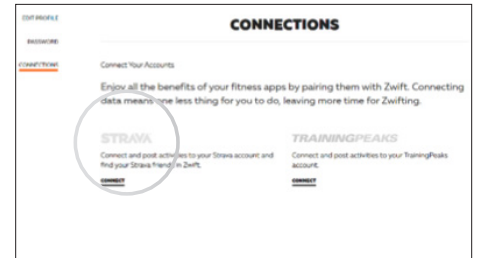 EDIT PROFILE
PASSWORD
CONNECTIONS
CONNECTIONS
Connect Your Accounts
Enjoy all the benefits of your fitness apps by pairing them with Zwift. Connecting
data means one less thing for you to do, leaving more time for Zwifting.
STRAVA
Connect and post activities to your Strava account and
find your Strava friends in Zwift.
CONNECT
TRAININGPEAKS
Connect and post activities to your TrainingPeaks
account.
CONNECT